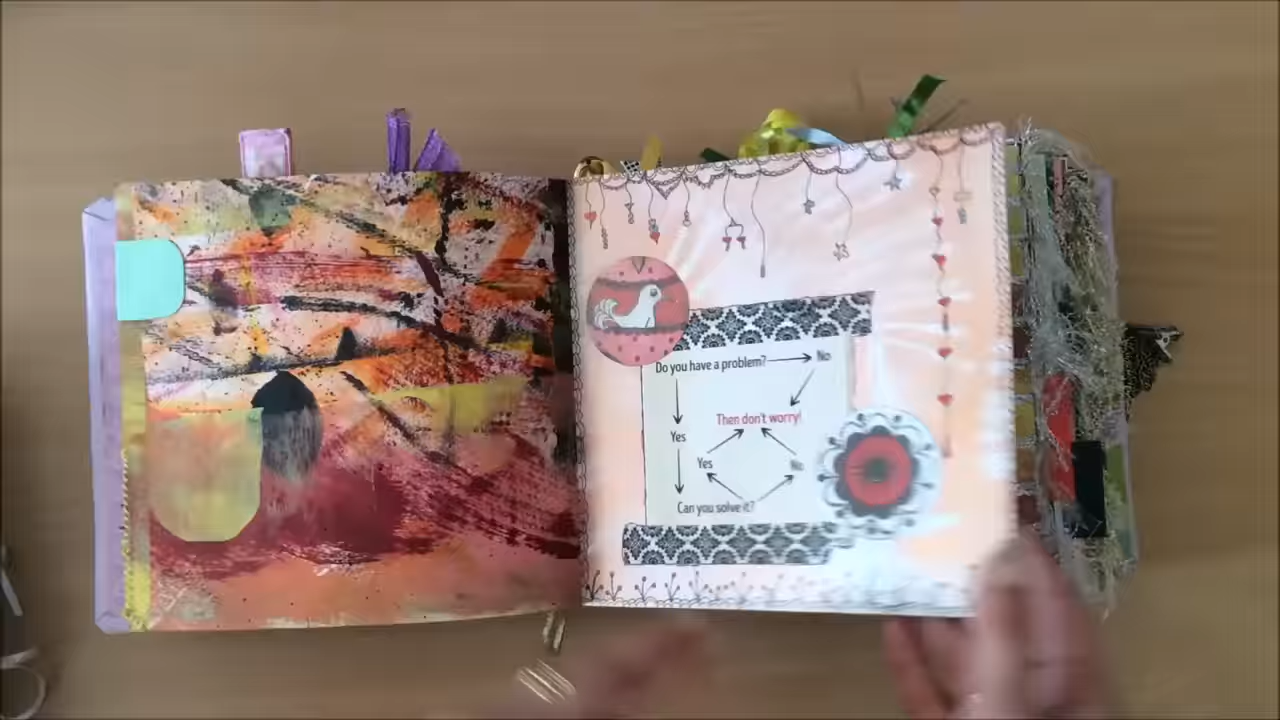 Do you have a problem? No
Then don't worry!
Yes
Yes No
Can you solve it?